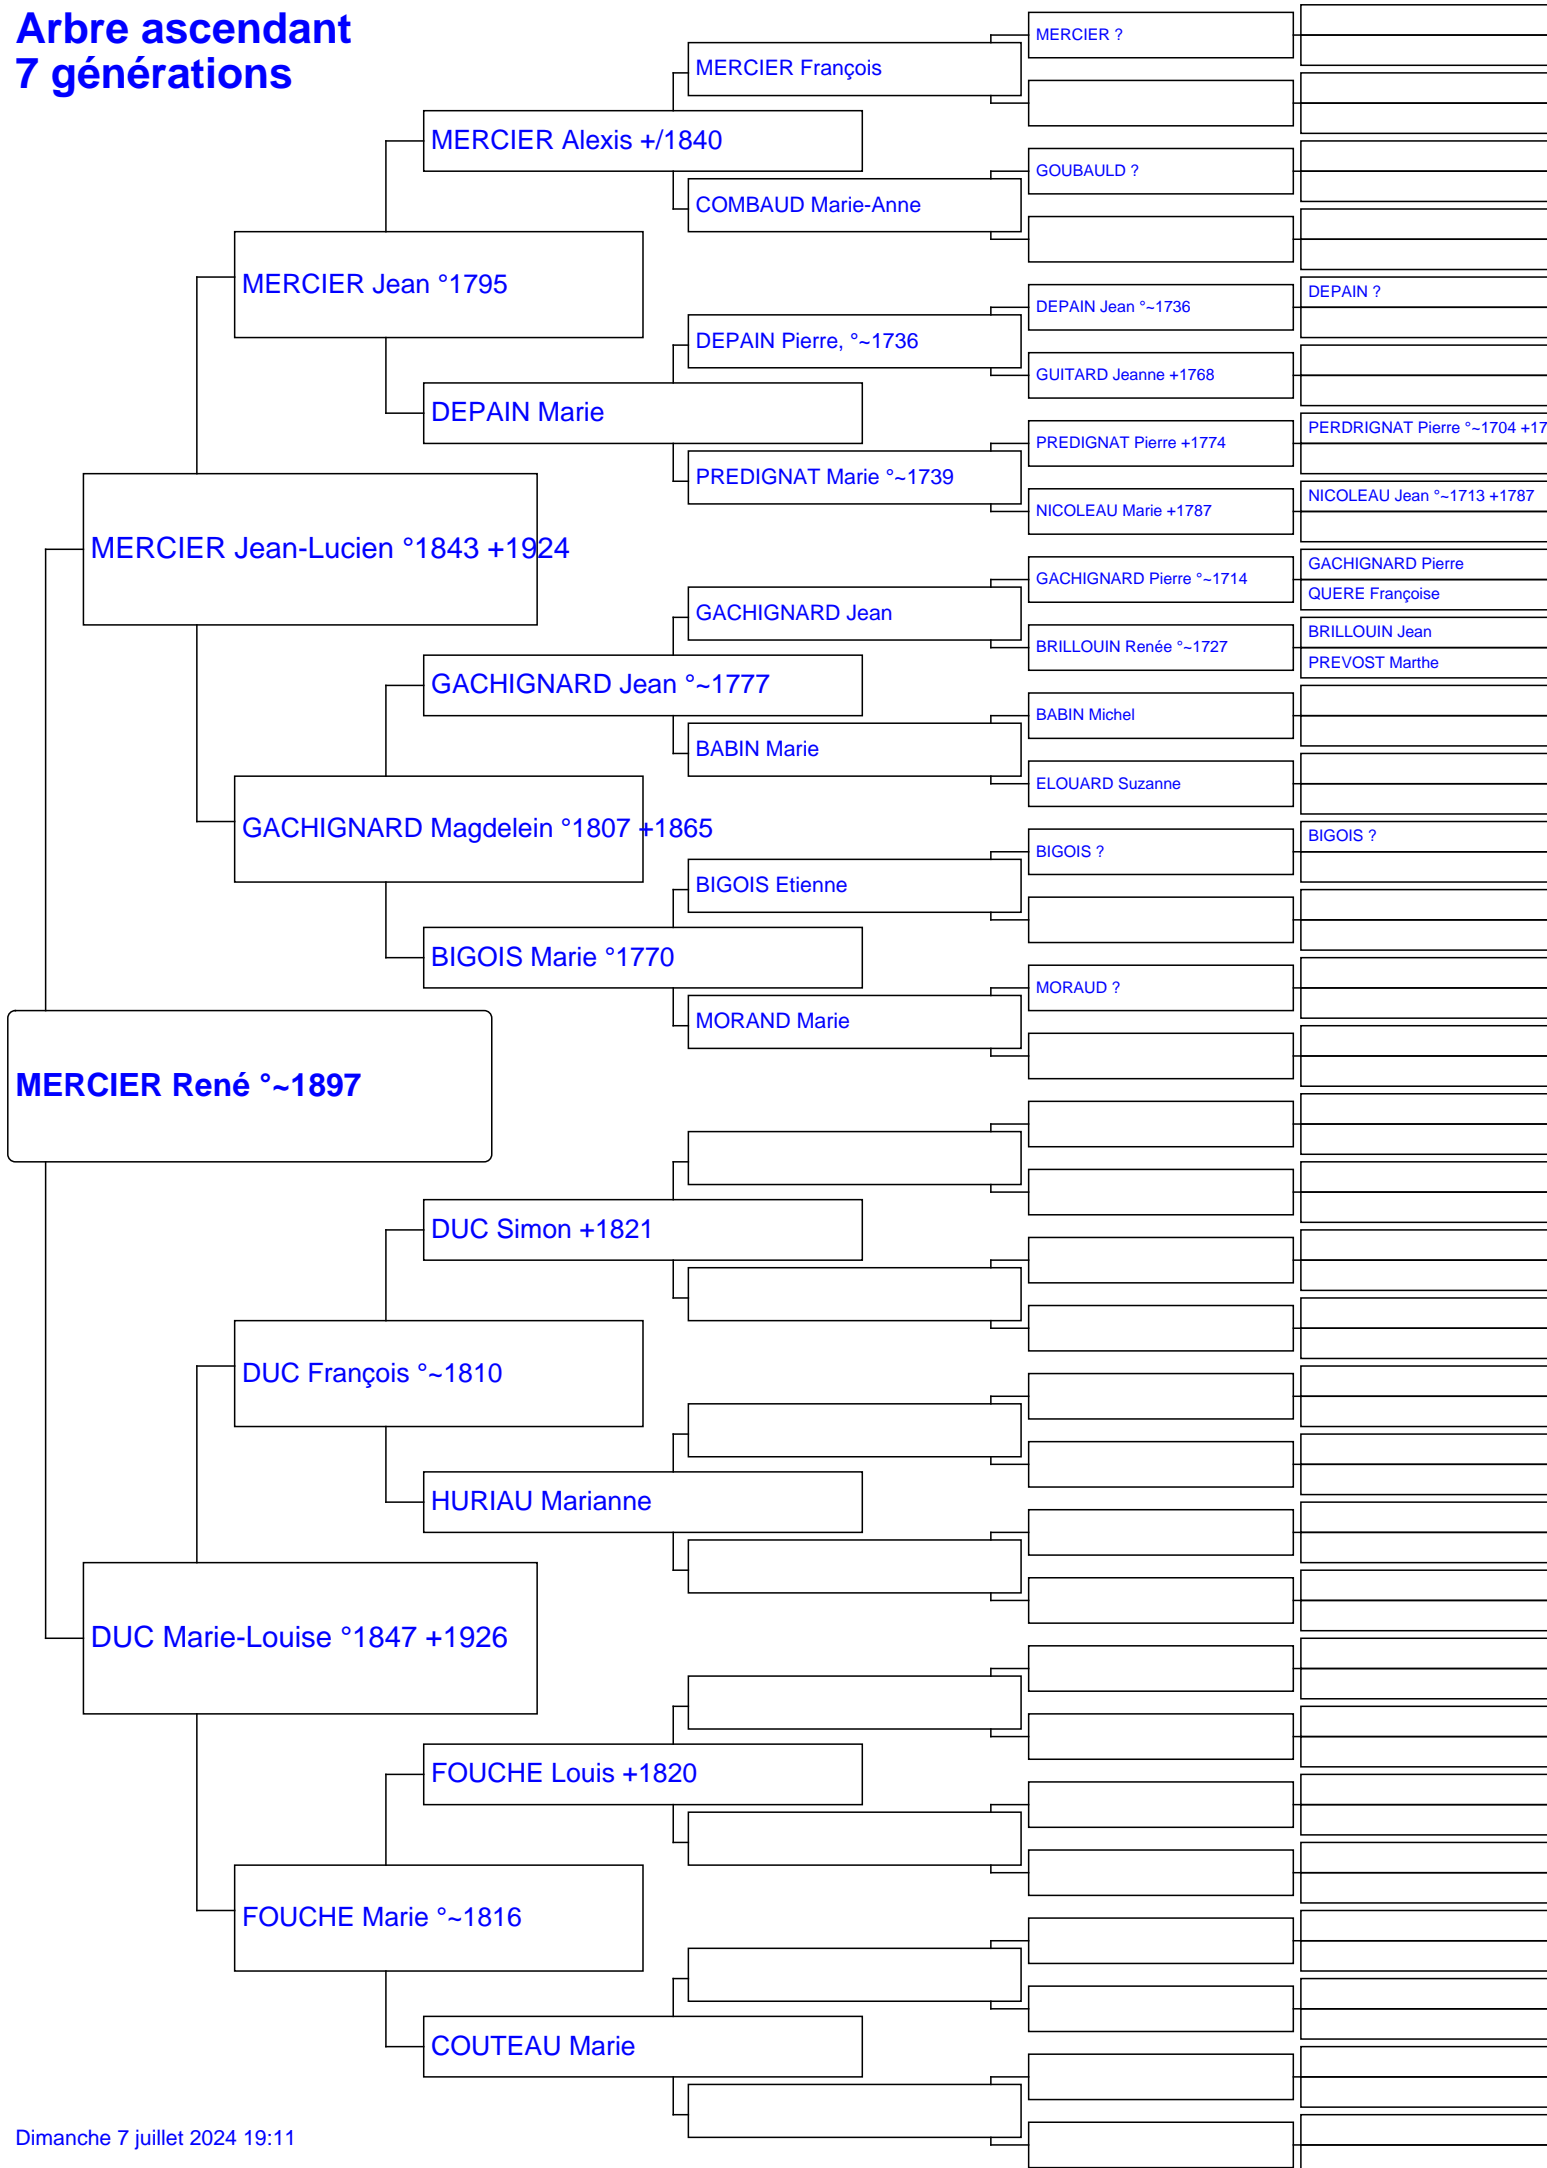 Arbre ascendant
7 générations
MERCIER ?
MERCIER François
MERCIER Alexis +/1840
GOUBAULD ?
COMBAUD Marie-Anne
MERCIER Jean °1795
DEPAIN ?
DEPAIN Jean °~1736
DEPAIN Pierre, °~1736
GUITARD Jeanne +1768
DEPAIN Marie
PERDRIGNAT Pierre °~1704 +17
PREDIGNAT Pierre +1774
PREDIGNAT Marie °~1739
NICOLEAU Jean °~1713 +1787
NICOLEAU Marie +1787
MERCIER Jean-Lucien °1843 +1924
GACHIGNARD Pierre
GACHIGNARD Pierre °~1714
QUERE Françoise
GACHIGNARD Jean
BRILLOUIN Jean
BRILLOUIN Renée °~1727
PREVOST Marthe
GACHIGNARD Jean °~1777
BABIN Michel
BABIN Marie
ELOUARD Suzanne
GACHIGNARD Magdelein °1807 +1865
BIGOIS ?
BIGOIS ?
BIGOIS Etienne
BIGOIS Marie °1770
MORAUD ?
MORAND Marie
MERCIER René °~1897
DUC Simon +1821
DUC François °~1810
HURIAU Marianne
DUC Marie-Louise °1847 +1926
FOUCHE Louis +1820
FOUCHE Marie °~1816
COUTEAU Marie
Dimanche 7 juillet 2024 19:11